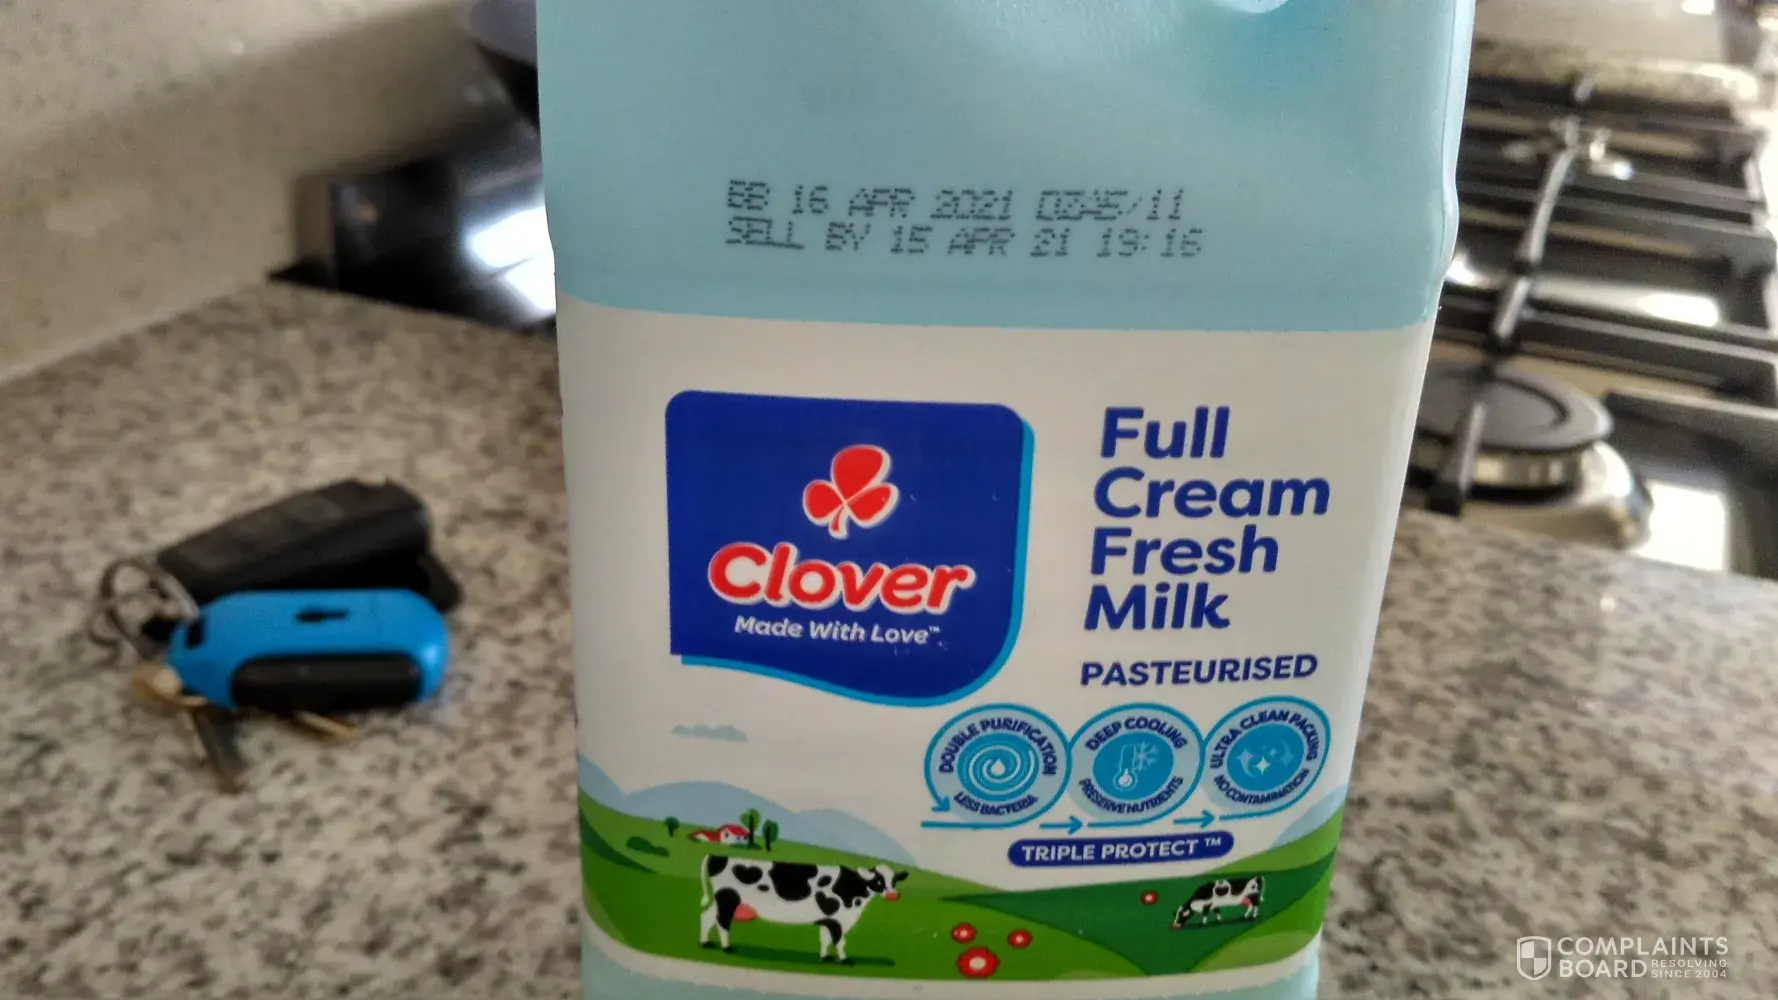 BB 16 APR 2021
SELL BY 15 APR 21 19:16
Clover
Made With Love™
Full
Cream
Fresh
Milk
PASTEURISED
DOUBLE PURIFICATION
LESS BACTERIA
DEEP COOLING
PRESERVE NUTRIENTS
ULTRA CLEAN PACKING
NO CONTAMINATION
TRIPLE PROTECT™
COMPLAINTS
BOARD RESOLVING
SINCE 2004